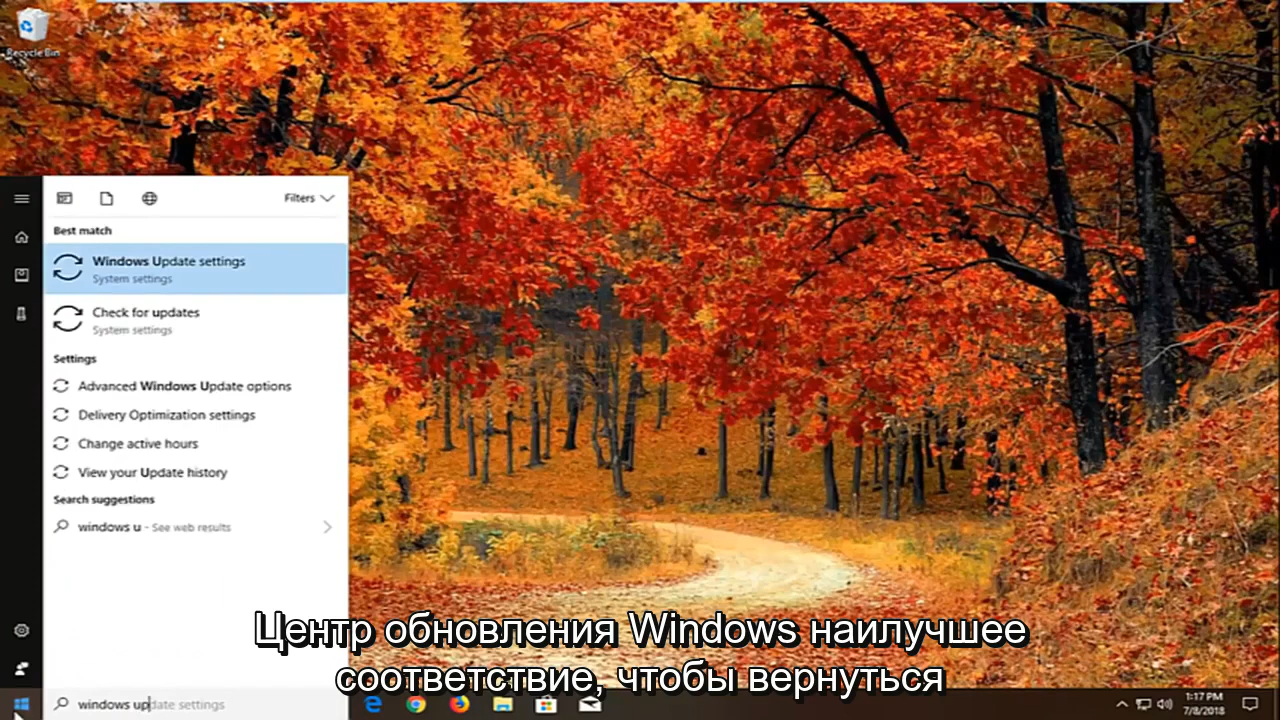 Recycle Bin
Filters
Best match
Windows Update settings
System settings
Check for updates
System settings
Settings
Advanced Windows Update options
Delivery Optimization settings
Change active hours
View your Update history
Search suggestions
windows u - See web results
Центр обновления Windows наилучшее
соответствие, чтобы вернуться
windows update settings
1:17 PM
7/8/2018